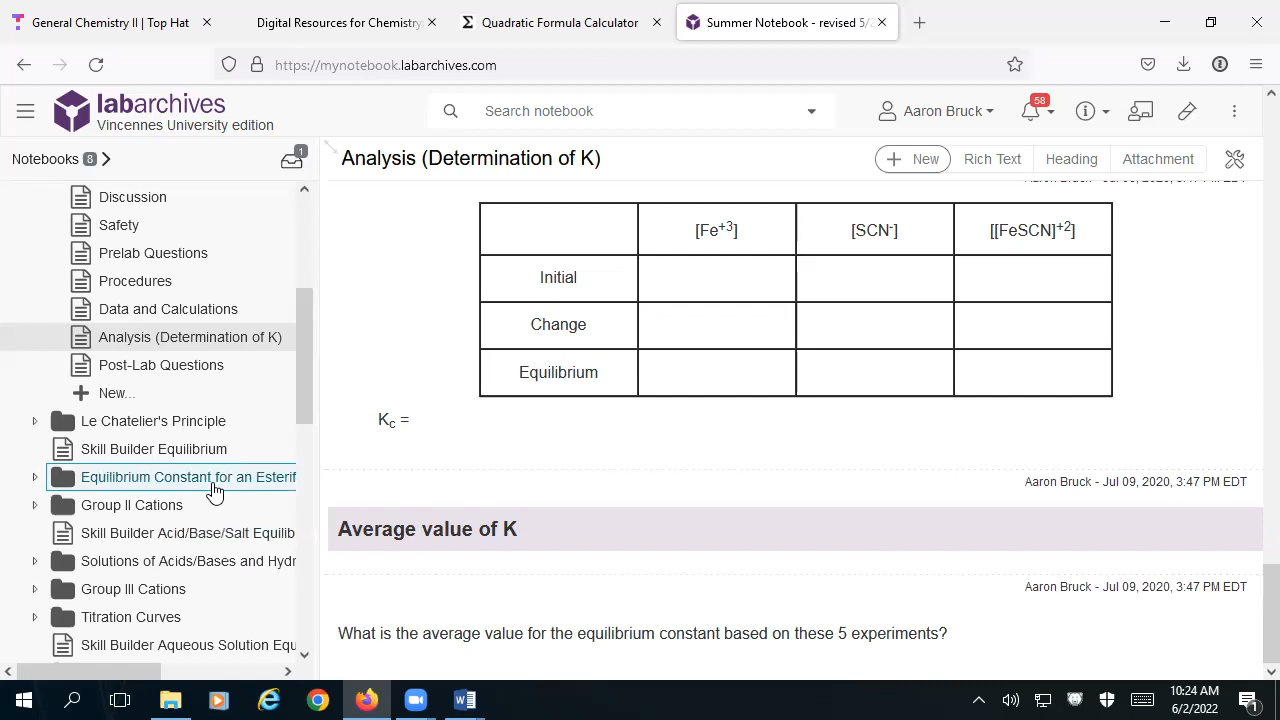 General Chemistry II | Top Hat
Digital Resources for Chemistry
Quadratic Formula Calculator
Summer Notebook - revised 5/2
https://mynotebook.labarchives.com
labarchives
Vincennes University edition
Search notebook
Aaron Bruck
58
Notebooks 8
1
Analysis (Determination of K)
New
Rich Text
Heading
Attachment
Discussion
Safety
Prelab Questions
Procedures
Data and Calculations
Analysis (Determination of K)
Post-Lab Questions
New...
Le Chatelier's Principle
Skill Builder Equilibrium
Equilibrium Constant for an Esterif
Group II Cations
Skill Builder Acid/Base/Salt Equilib
Solutions of Acids/Bases and Hydr
Group III Cations
Titration Curves
Skill Builder Aqueous Solution Equ
[Fe+3] [SCN-] [[FeSCN]+2]
Initial
Change
Equilibrium
Kc =
Aaron Bruck - Jul 09, 2020, 3:47 PM EDT
Average value of K
Aaron Bruck - Jul 09, 2020, 3:47 PM EDT
What is the average value for the equilibrium constant based on these 5 experiments?
10:24 AM
6/2/2022
1